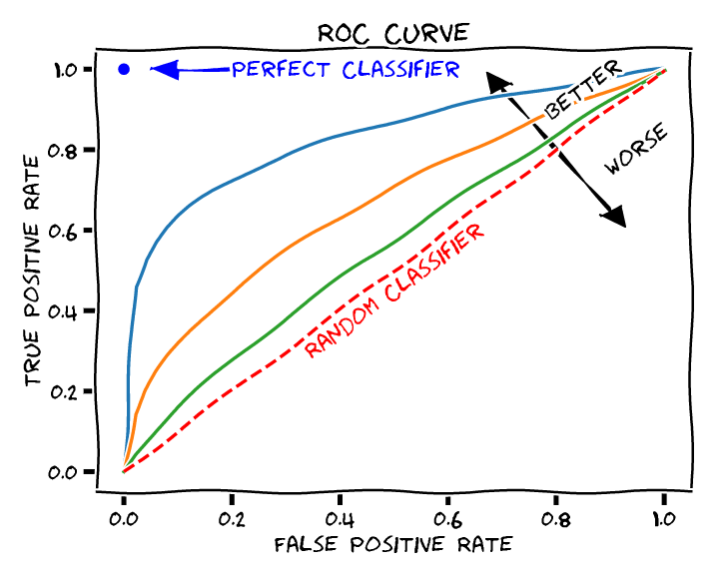 ROC CURVE
1.0
PERFECT CLASSIFIER
BETTER
WORSE
0.8
0.6
0.4
0.2
0.0
TRUE POSITIVE RATE
RANDOM CLASSIFIER
0.0 0.2 0.4 0.6 0.8 1.0
FALSE POSITIVE RATE